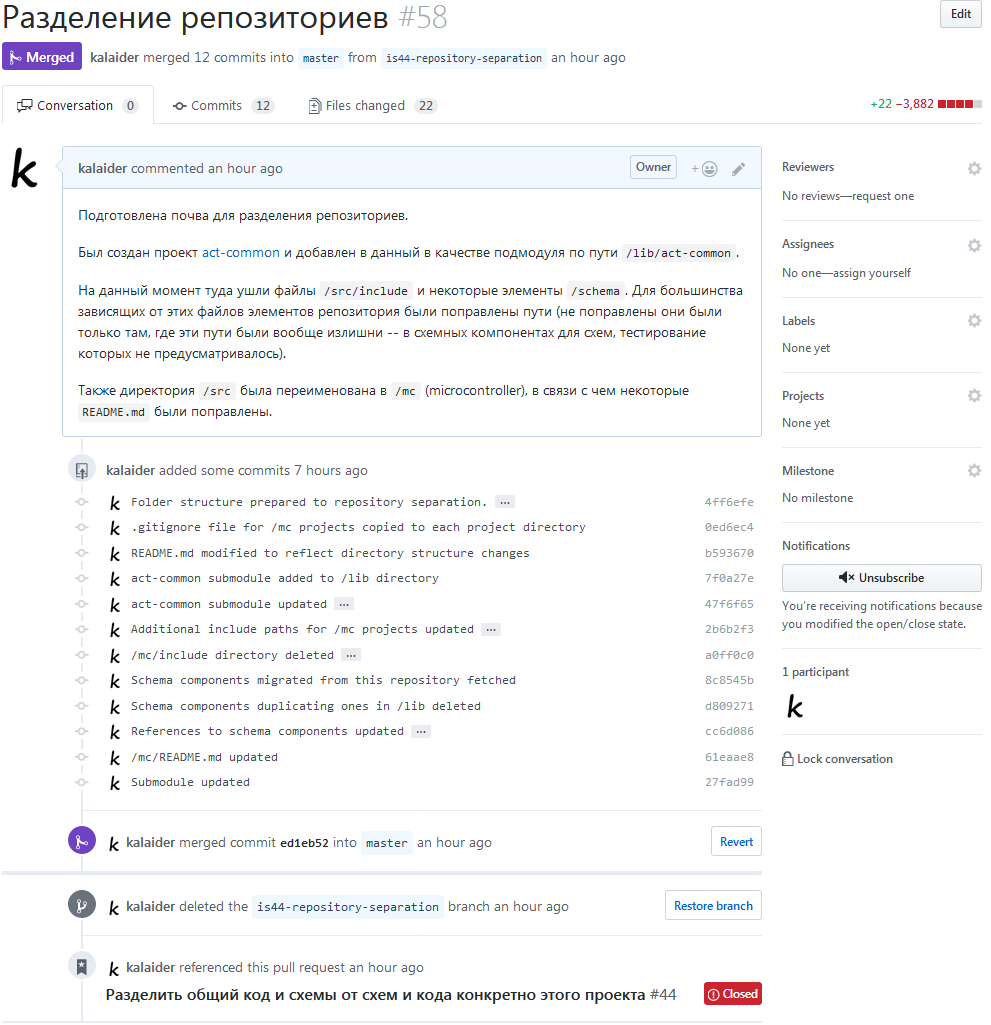 Разделение репозиториев #58
Edit
Merged kalaider merged 12 commits into master from is44-repository-separation an hour ago
Conversation 0 Commits 12 Files changed 22 +22 −3,882
k kalaider commented an hour ago Owner +
Подготовлена почва для разделения репозиториев.
Был создан проект act-common и добавлен в данный в качестве подмодуля по пути /lib/act-common .
На данный момент туда ушли файлы /src/include и некоторые элементы /schema . Для большинства
зависящих от этих файлов элементов репозитория были поправлены пути (не поправлены они были
только там, где эти пути были вообще излишни -- в схемных компонентах для схем, тестирование
которых не предусматривалось).
Также директория /src была переименована в /mc (microcontroller), в связи с чем некоторые
README.md были поправлены.
kalaider added some commits 7 hours ago
k Folder structure prepared to repository separation. … 4ff6efe
k .gitignore file for /mc projects copied to each project directory 0ed6ec4
k README.md modified to reflect directory structure changes b593670
k act-common submodule added to /lib directory 7f0a27e
k act-common submodule updated … 47f6f65
k Additional include paths for /mc projects updated … 2b6b2f3
k /mc/include directory deleted … a0ff0c0
k Schema components migrated from this repository fetched 8c8545b
k Schema components duplicating ones in /lib deleted d809271
k References to schema components updated … cc6d086
k /mc/README.md updated 61eaae8
k Submodule updated 27fad99
k kalaider merged commit ed1eb52 into master an hour ago Revert
k kalaider deleted the is44-repository-separation branch an hour ago Restore branch
k kalaider referenced this pull request an hour ago
Разделить общий код и схемы от схем и кода конкретно этого проекта #44 Closed
Reviewers
No reviews—request one
Assignees
No one—assign yourself
Labels
None yet
Projects
None yet
Milestone
No milestone
Notifications
Unsubscribe
You're receiving notifications because
you modified the open/close state.
1 participant
k
Lock conversation